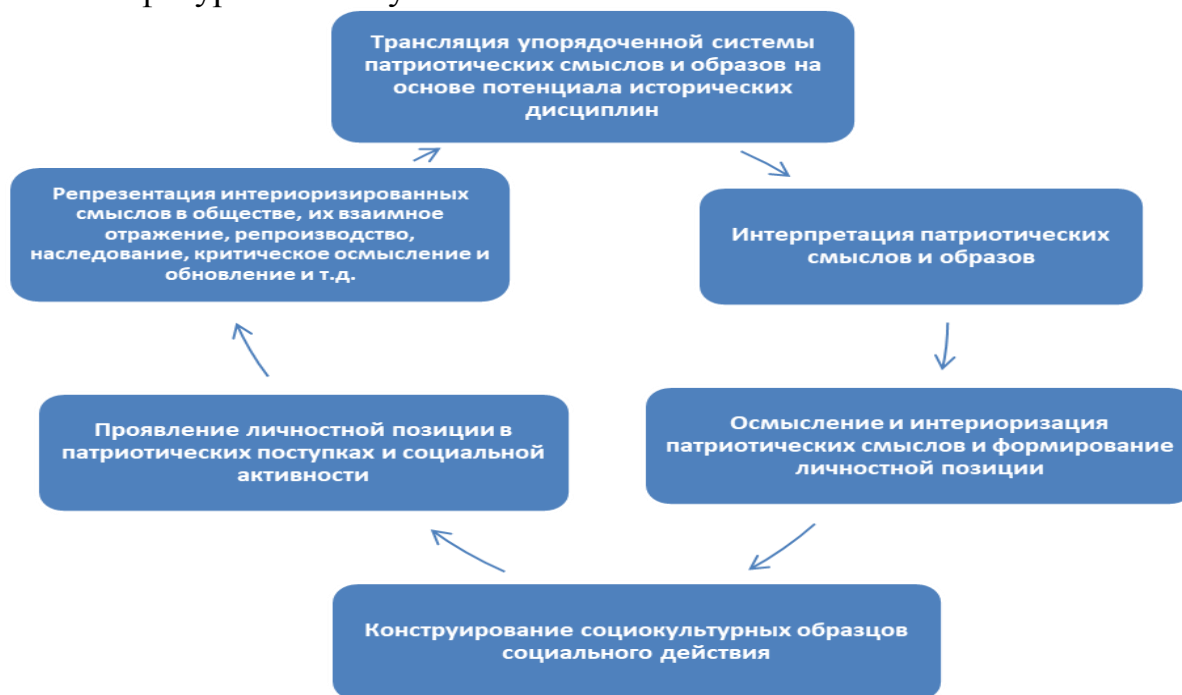 Трансляция упорядоченной системы
патриотических смыслов и образов на
основе потенциала исторических
дисциплин
Интерпретация патриотических
смыслов и образов
Осмысление и интериоризация
патриотических смыслов и формирование
личностной позиции
Конструирование социокультурных образцов
социального действия
Проявление личностной позиции в
патриотических поступках и социальной
активности
Репрезентация интериоризированных
смыслов в обществе, их взаимное
отражение, репроизводство,
наследование, критическое осмысление и
обновление и т.д.